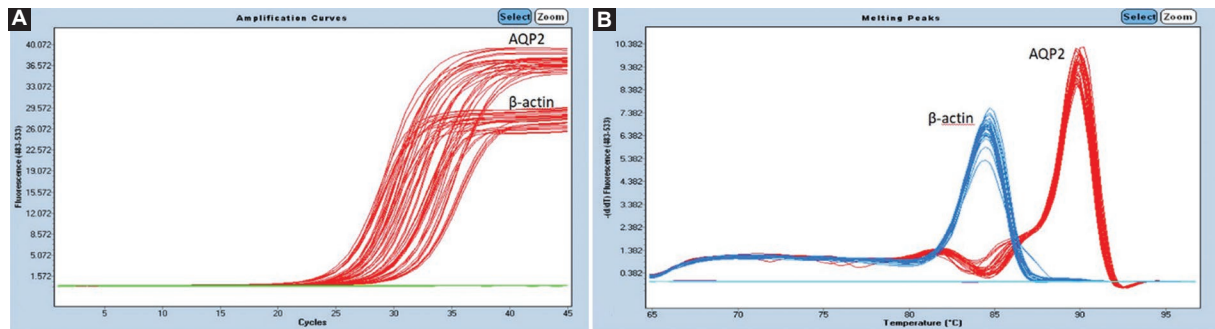 A
Amplification Curves
Select Zoom
AQP2
β-actin
Fluorescence (483-533)
40.072
36.572
33.072
29.572
26.072
22.572
19.072
15.572
12.072
8.572
5.072
1.572
5 10 15 20 25 30 35 40 45
Cycles
B
Melting Peaks
Select Zoom
AQP2
β-actin
-(d/dT) Fluorescence (483-533)
10.382
9.382
8.382
7.382
6.382
5.382
4.382
3.382
2.382
1.382
0.382
65 70 75 80 85 90 95
Temperature (°C)